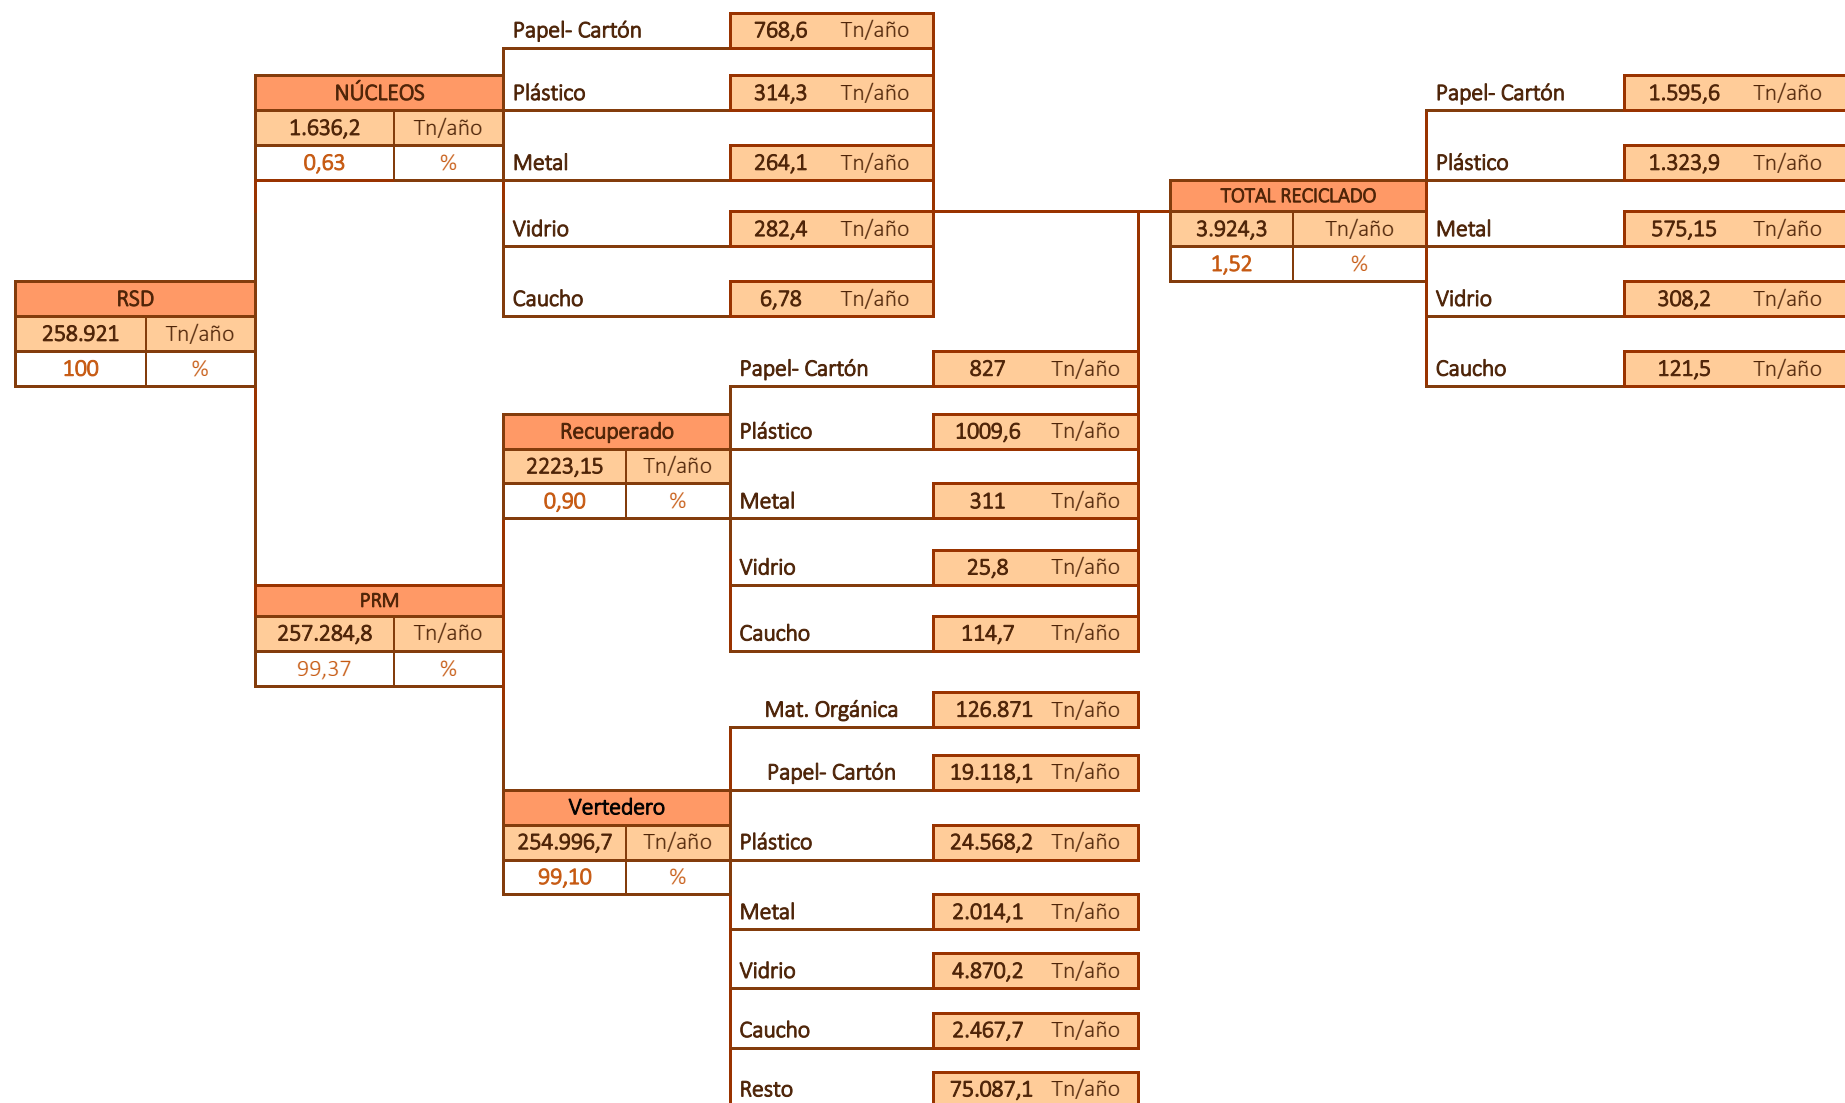 Papel- Cartón 768,6 Tn/año
NÚCLEOS Plástico 314,3 Tn/año Papel- Cartón 1.595,6 Tn/año
1.636,2 Tn/año
0,63 % Metal 264,1 Tn/año Plástico 1.323,9 Tn/año
TOTAL RECICLADO
Vidrio 282,4 Tn/año 3.924,3 Tn/año Metal 575,15 Tn/año
1,52 %
RSD Caucho 6,78 Tn/año Vidrio 308,2 Tn/año
258.921 Tn/año
100 % Papel- Cartón 827 Tn/año Caucho 121,5 Tn/año
Recuperado Plástico 1009,6 Tn/año
2223,15 Tn/año
0,90 % Metal 311 Tn/año
Vidrio 25,8 Tn/año
PRM
257.284,8 Tn/año Caucho 114,7 Tn/año
99,37 %
Mat. Orgánica 126.871 Tn/año
Papel- Cartón 19.118,1 Tn/año
Vertedero
254.996,7 Tn/año Plástico 24.568,2 Tn/año
99,10 %
Metal 2.014,1 Tn/año
Vidrio 4.870,2 Tn/año
Caucho 2.467,7 Tn/año
Resto 75.087,1 Tn/año